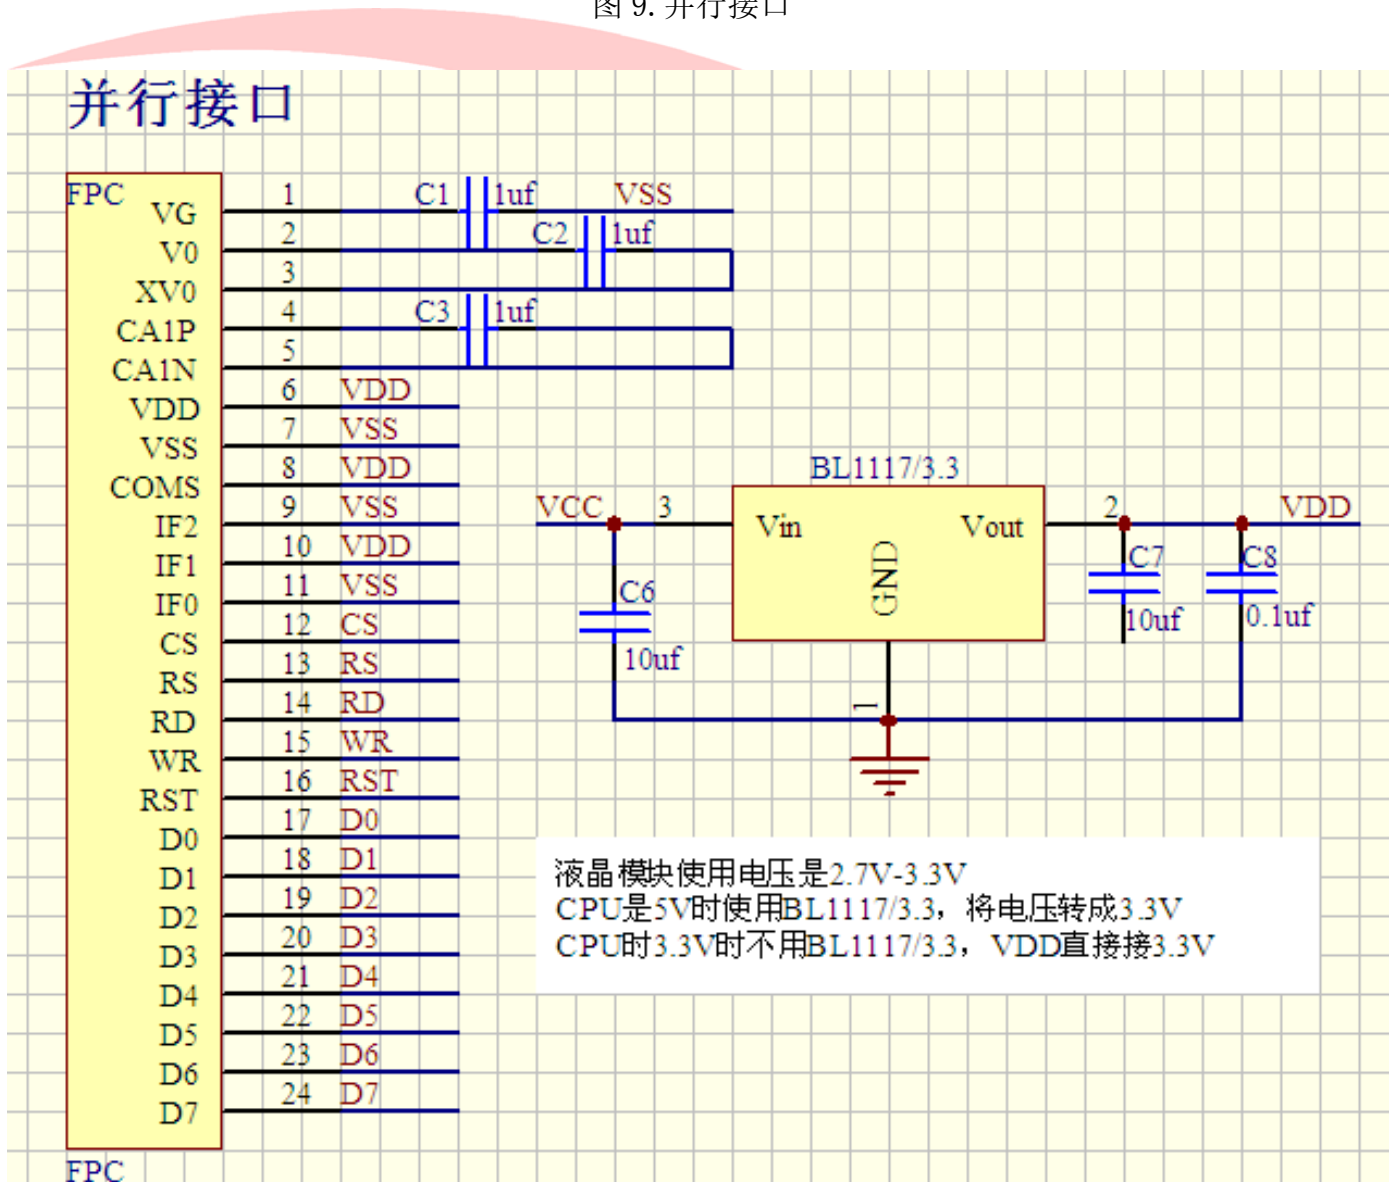 图 9.并行接口
并行接口
FPC
VG 1 C1 1uf VSS
V0 2 C2 1uf
XV0 3
CA1P 4 C3 1uf
CA1N 5
VDD 6 VDD
VSS 7 VSS
COMS 8 VDD
IF2 9 VSS
IF1 10 VDD
IF0 11 VSS
CS 12 CS
RS 13 RS
RD 14 RD
WR 15 WR
RST 16 RST
D0 17 D0
D1 18 D1
D2 19 D2
D3 20 D3
D4 21 D4
D5 22 D5
D6 23 D6
D7 24 D7
FPC
BL1117/3.3
VCC 3 Vin Vout 2 VDD
GND
C6 10uf
C7 10uf
C8 0.1uf
1
液晶模块使用电压是2.7V-3.3V
CPU是5V时使用BL1117/3.3，将电压转成3.3V
CPU时3.3V时不用BL1117/3.3，VDD直接接3.3V